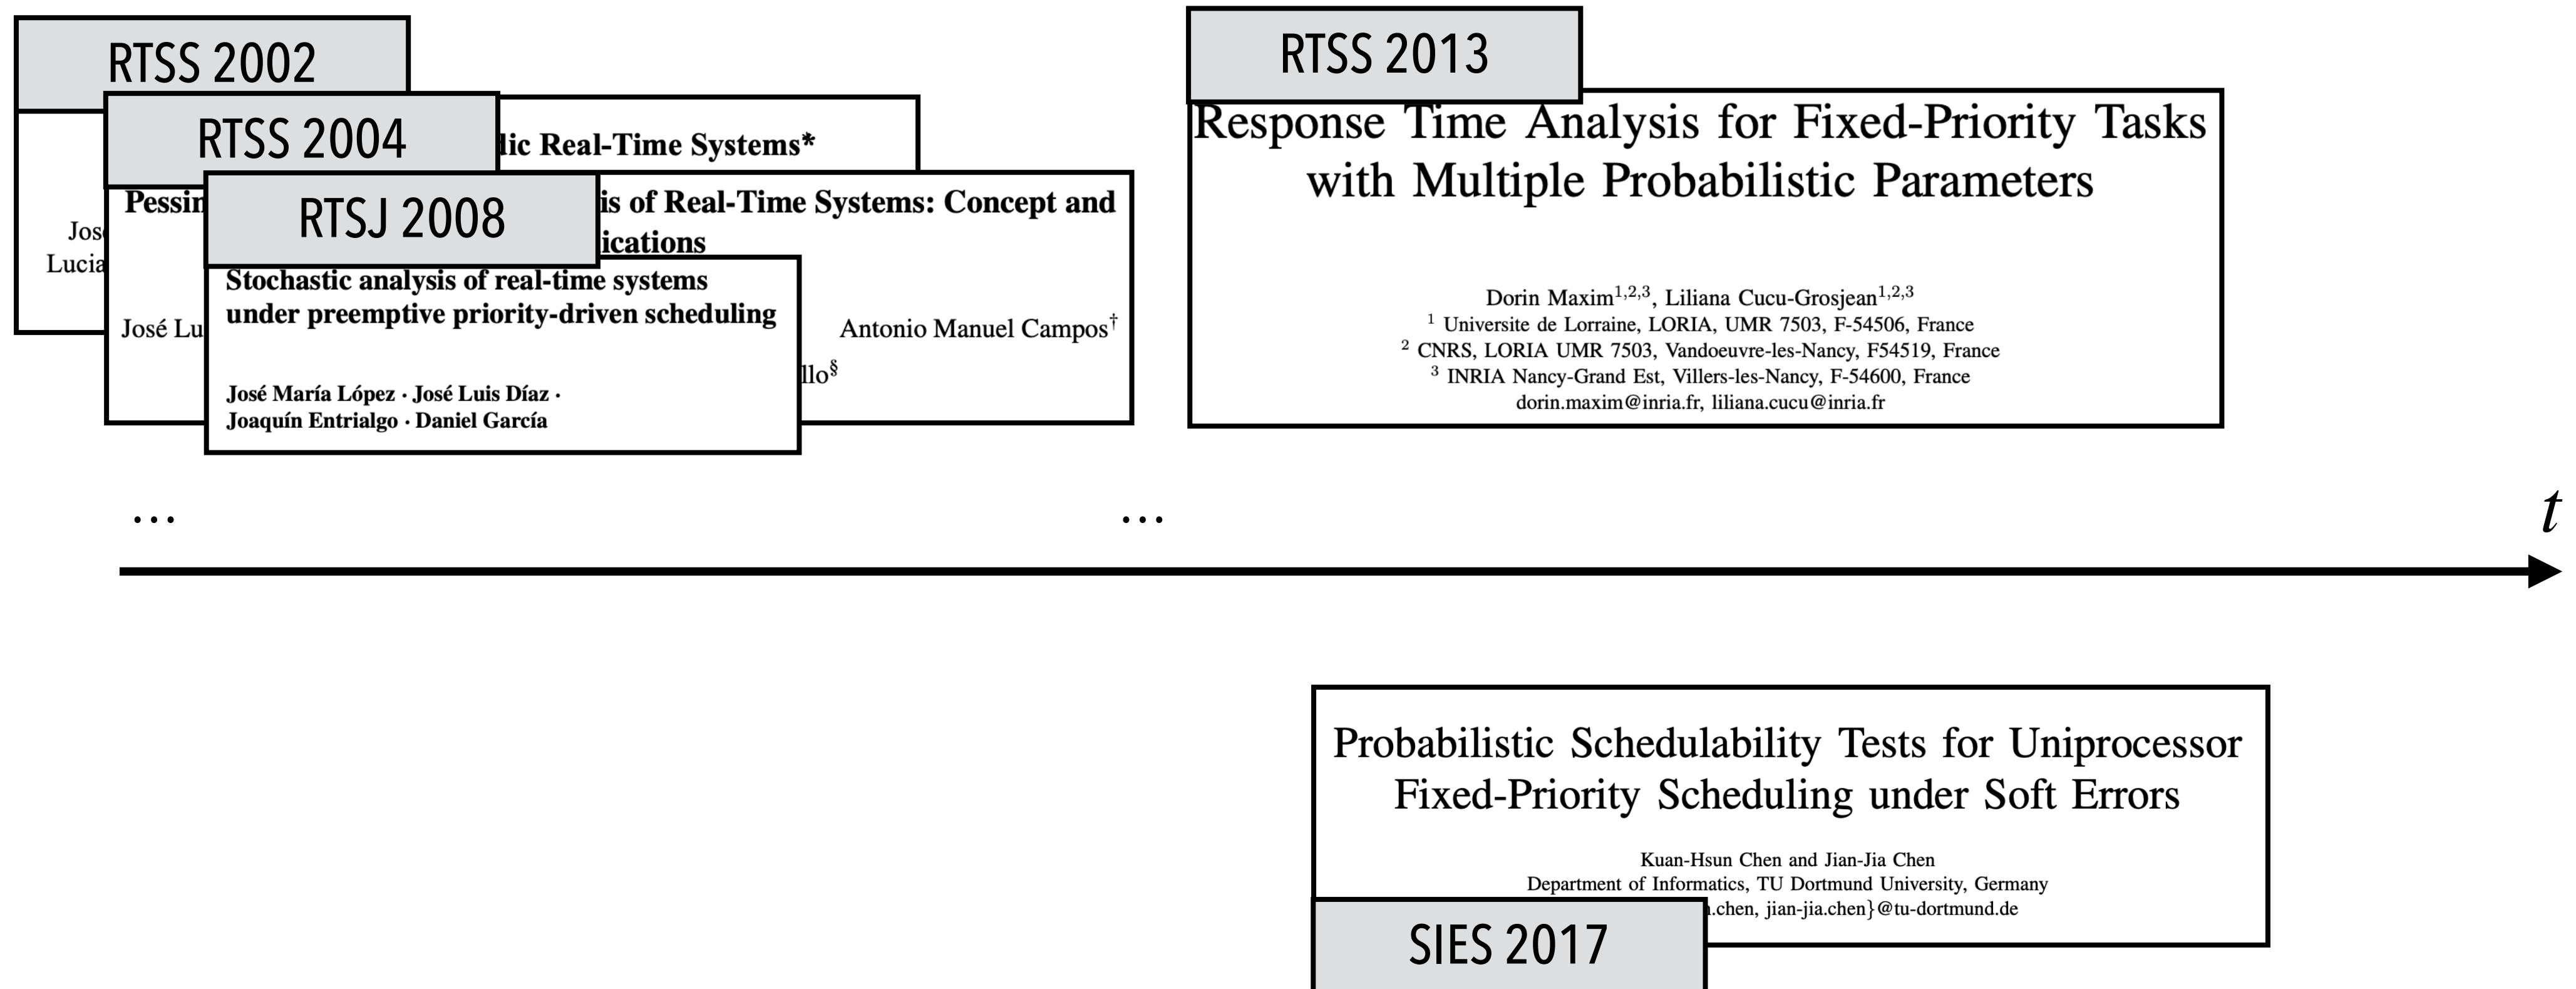 RTSS 2002
dic Real-Time Systems*
José
Lucia
RTSS 2004
is of Real-Time Systems: Concept and
ications
José Lu
Antonio Manuel Campos†
llo§
RTSJ 2008
Stochastic analysis of real-time systems
under preemptive priority-driven scheduling
José María López · José Luis Díaz ·
Joaquín Entrialgo · Daniel García
RTSS 2013
Response Time Analysis for Fixed-Priority Tasks
with Multiple Probabilistic Parameters
Dorin Maxim1,2,3, Liliana Cucu-Grosjean1,2,3
1 Universite de Lorraine, LORIA, UMR 7503, F-54506, France
2 CNRS, LORIA UMR 7503, Vandoeuvre-les-Nancy, F54519, France
3 INRIA Nancy-Grand Est, Villers-les-Nancy, F-54600, France
dorin.maxim@inria.fr, liliana.cucu@inria.fr
...
...
t
Probabilistic Schedulability Tests for Uniprocessor
Fixed-Priority Scheduling under Soft Errors
Kuan-Hsun Chen and Jian-Jia Chen
Department of Informatics, TU Dortmund University, Germany
.chen, jian-jia.chen}@tu-dortmund.de
SIES 2017